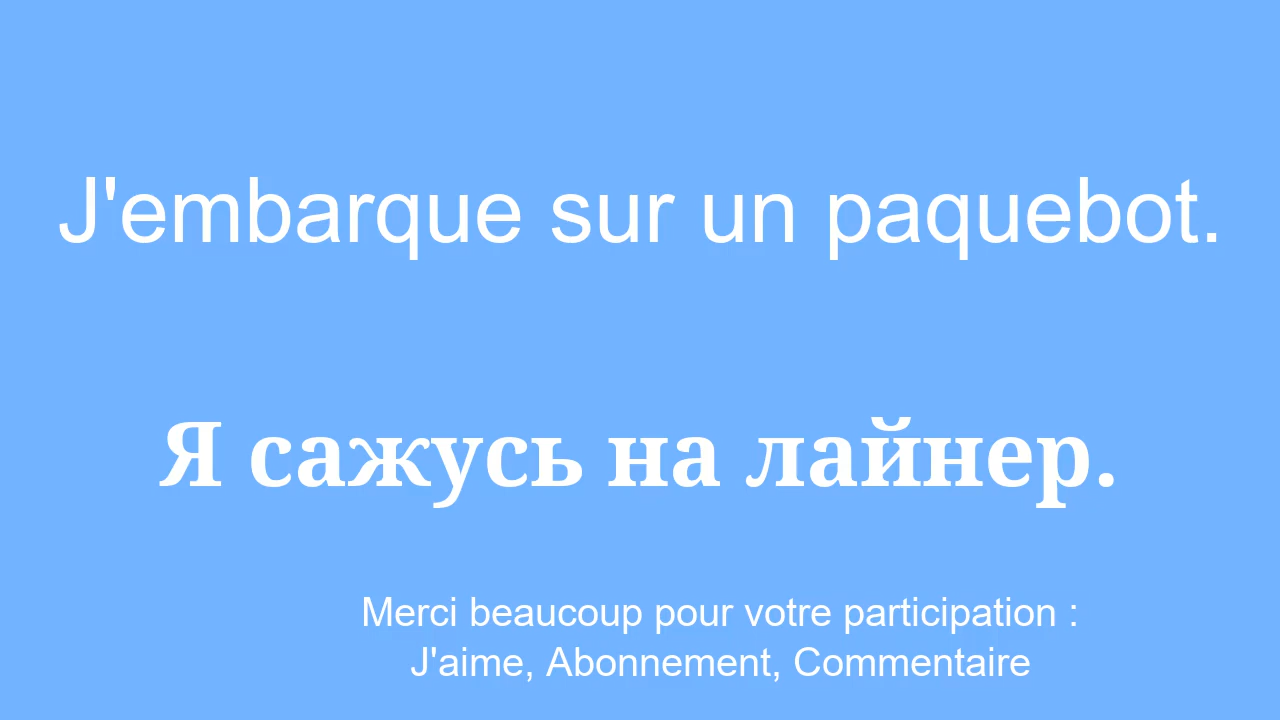 J'embarque sur un paquebot.
Я сажусь на лайнер.
Merci beaucoup pour votre participation :
J'aime, Abonnement, Commentaire